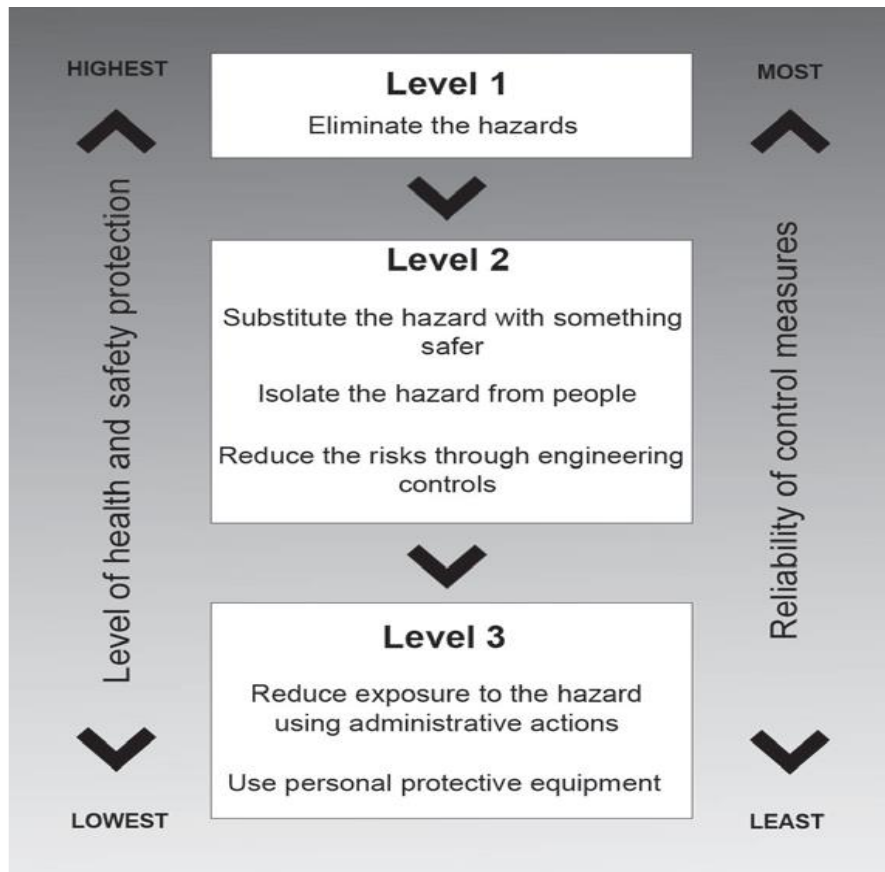 HIGHEST
MOST
Level 1
Eliminate the hazards
Level of health and safety protection
Reliability of control measures
Level 2
Substitute the hazard with something
safer
Isolate the hazard from people
Reduce the risks through engineering
controls
Level 3
Reduce exposure to the hazard
using administrative actions
Use personal protective equipment
LOWEST
LEAST